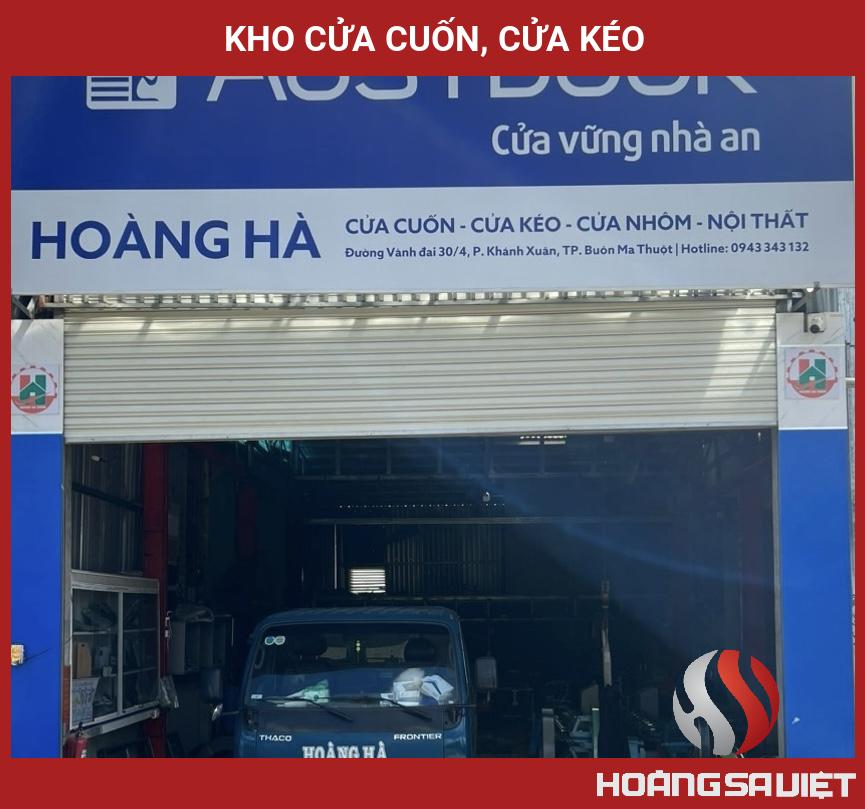 KHO CỬA CUỐN, CỬA KÉO
Cửa vững nhà an
HOÀNG HÀ
CỬA CUỐN - CỬA KÉO - CỬA NHÔM - NỘI THẤT
Đường Vành đai 30/4, P. Khánh Xuân, TP. Buôn Ma Thuột | Hotline: 0943 343 132
THACO
FRONTIER
HOÀNG HÀ
HOÀNGSAVIỆT